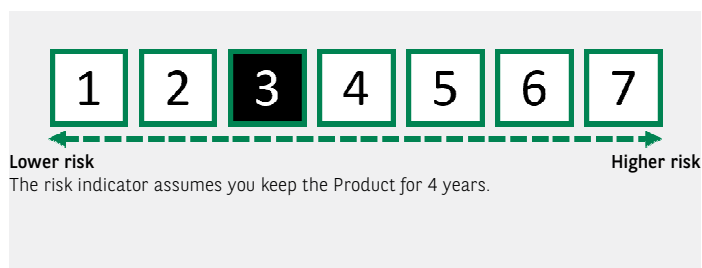 1 2 3 4 5 6 7
Lower risk Higher risk
The risk indicator assumes you keep the Product for 4 years.